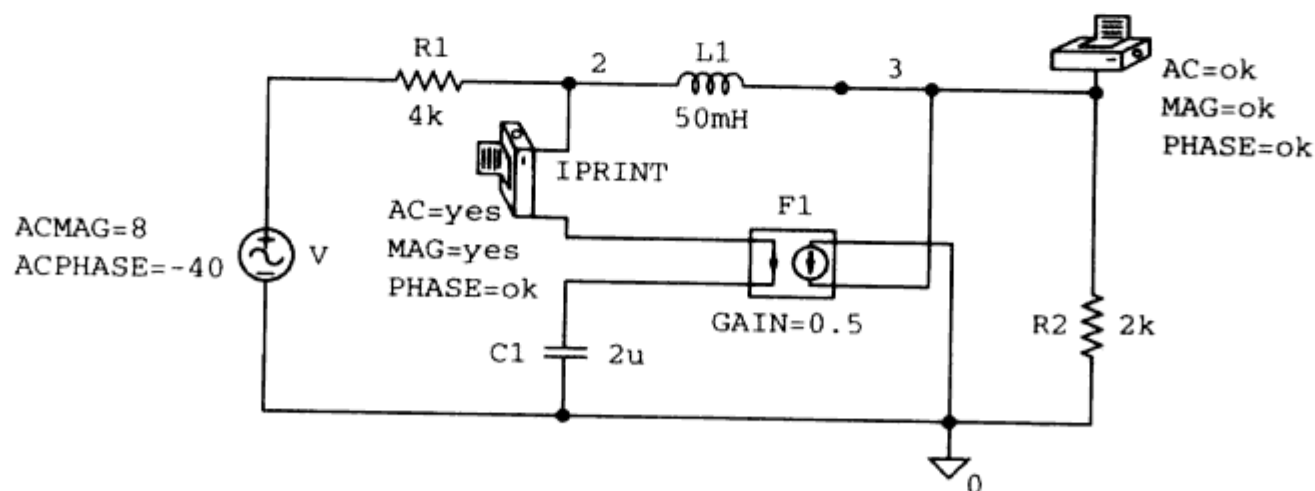 R1
4k
2
L1
50mH
3
AC=ok
MAG=ok
PHASE=ok
IPRINT
AC=yes
MAG=yes
PHASE=ok
F1
GAIN=0.5
ACMAG=8
ACPHASE=-40
V
C1
2u
R2
2k
0